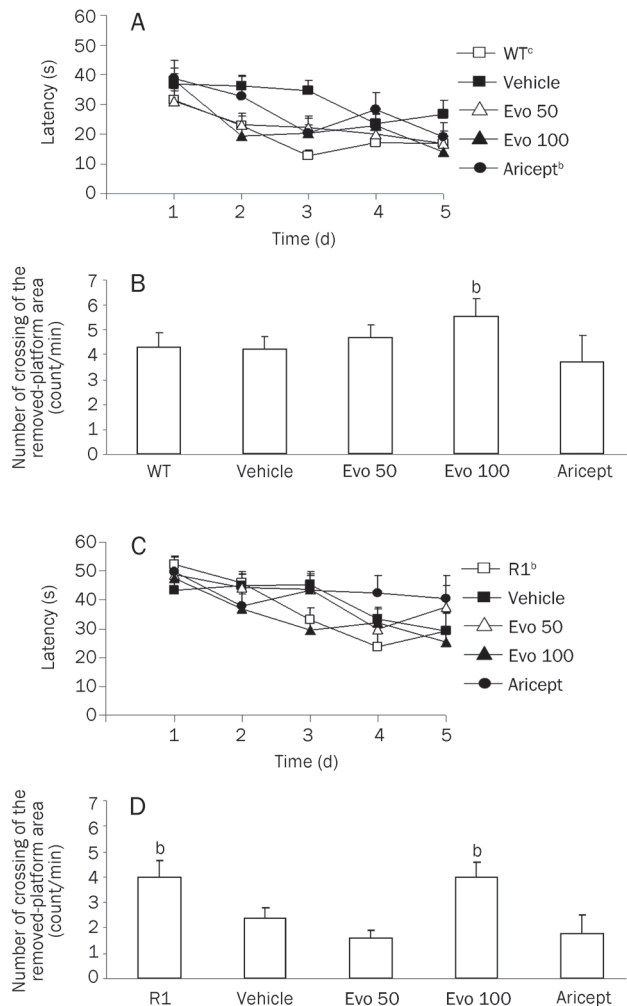 A
60
50
40
30
20
10
0
Latency (s)
1 2 3 4 5
Time (d)
WTᶜ
Vehicle
Evo 50
Evo 100
Ariceptᵇ
B
7
6
5
4
3
2
1
0
Number of crossing of the
removed-platform area
(count/min)
b
WT Vehicle Evo 50 Evo 100 Aricept
C
60
50
40
30
20
10
0
Latency (s)
1 2 3 4 5
Time (d)
R1ᵇ
Vehicle
Evo 50
Evo 100
Aricept
D
7
6
5
4
3
2
1
0
Number of crossing of the
removed-platform area
(count/min)
b b
R1 Vehicle Evo 50 Evo 100 Aricept